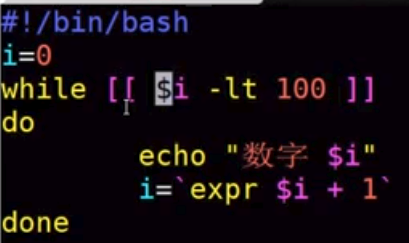 #!/bin/bash
i=0
while [[ $i -lt 100 ]]
do
        echo "数字 $i"
        i=`expr $i + 1`
done